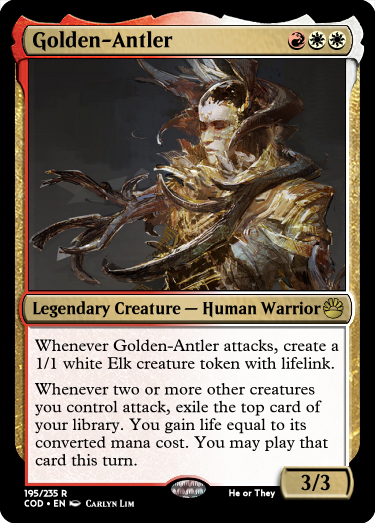 Golden-Antler
Legendary Creature — Human Warrior
Whenever Golden-Antler attacks, create a
1/1 white Elk creature token with lifelink.
Whenever two or more other creatures
you control attack, exile the top card of
your library. You gain life equal to its
converted mana cost. You may play that
card this turn.
3/3
195/235 R
He or They
COD • EN Carlyn Lim